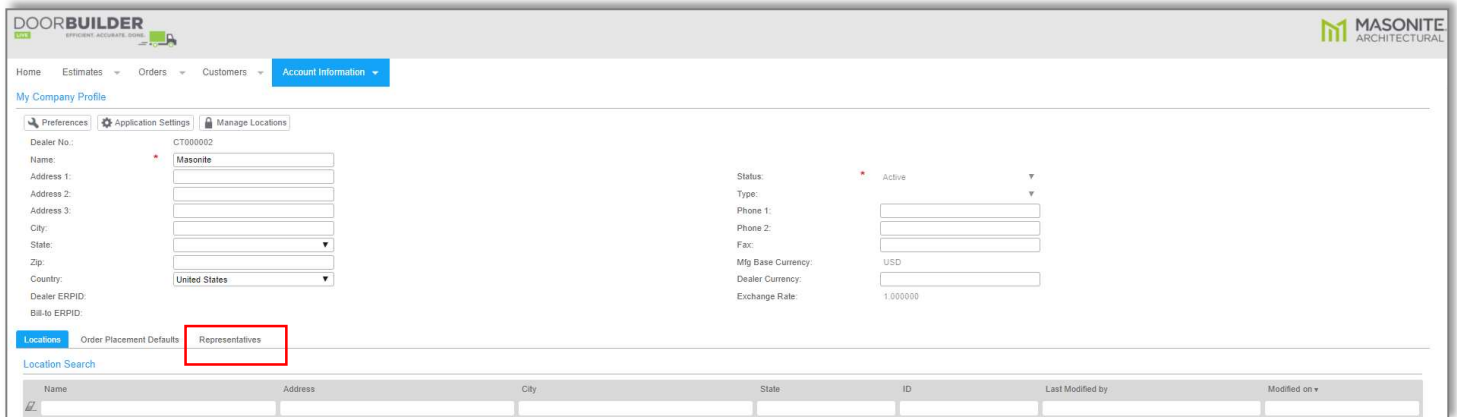 DOORBUILDER
LIVE EFFICIENT. ACCURATE. DONE.
MASONITE.
ARCHITECTURAL
Home Estimates Orders Customers Account Information
My Company Profile
Preferences Application Settings Manage Locations
Dealer No.: CT000002
Name: * Masonite
Address 1: Status: * Active
Address 2: Type:
Address 3: Phone 1:
City: Phone 2:
State: Fax:
Zip: Mfg Base Currency: USD
Country: United States Dealer Currency:
Dealer ERPID: Exchange Rate: 1.000000
Bill-to ERPID:
Locations Order Placement Defaults Representatives
Location Search
Name Address City State ID Last Modified by Modified on